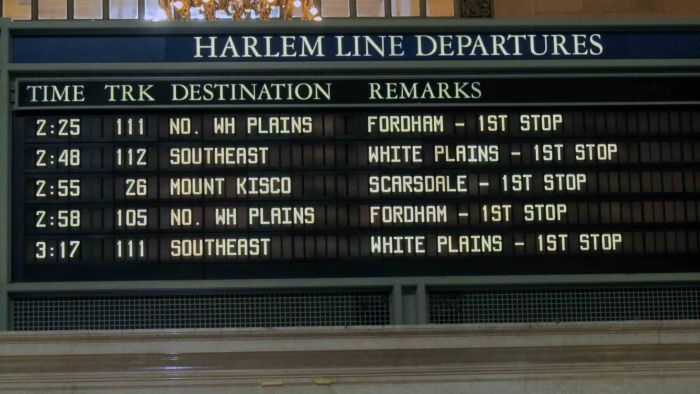 HARLEM LINE DEPARTURES
TIME TRK DESTINATION REMARKS
2:25 111 NO. WH PLAINS FORDHAM - 1ST STOP
2:48 112 SOUTHEAST WHITE PLAINS - 1ST STOP
2:55 26 MOUNT KISCO SCARSDALE - 1ST STOP
2:58 105 NO. WH PLAINS FORDHAM - 1ST STOP
3:17 111 SOUTHEAST WHITE PLAINS - 1ST STOP